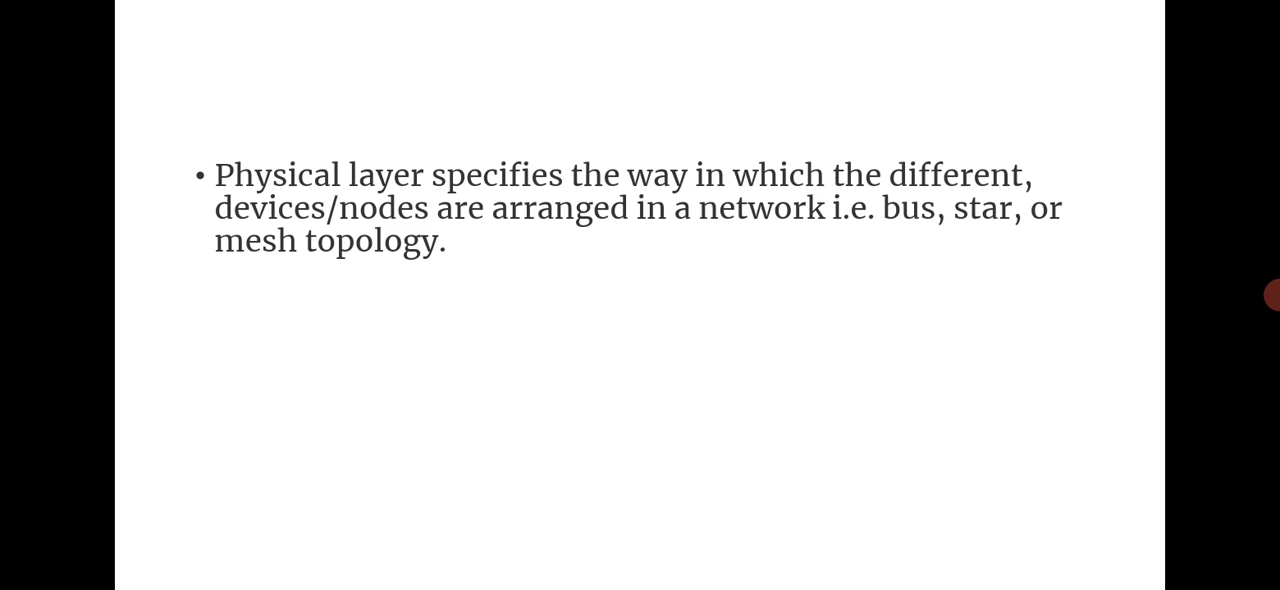 • Physical layer specifies the way in which the different,
devices/nodes are arranged in a network i.e. bus, star, or
mesh topology.